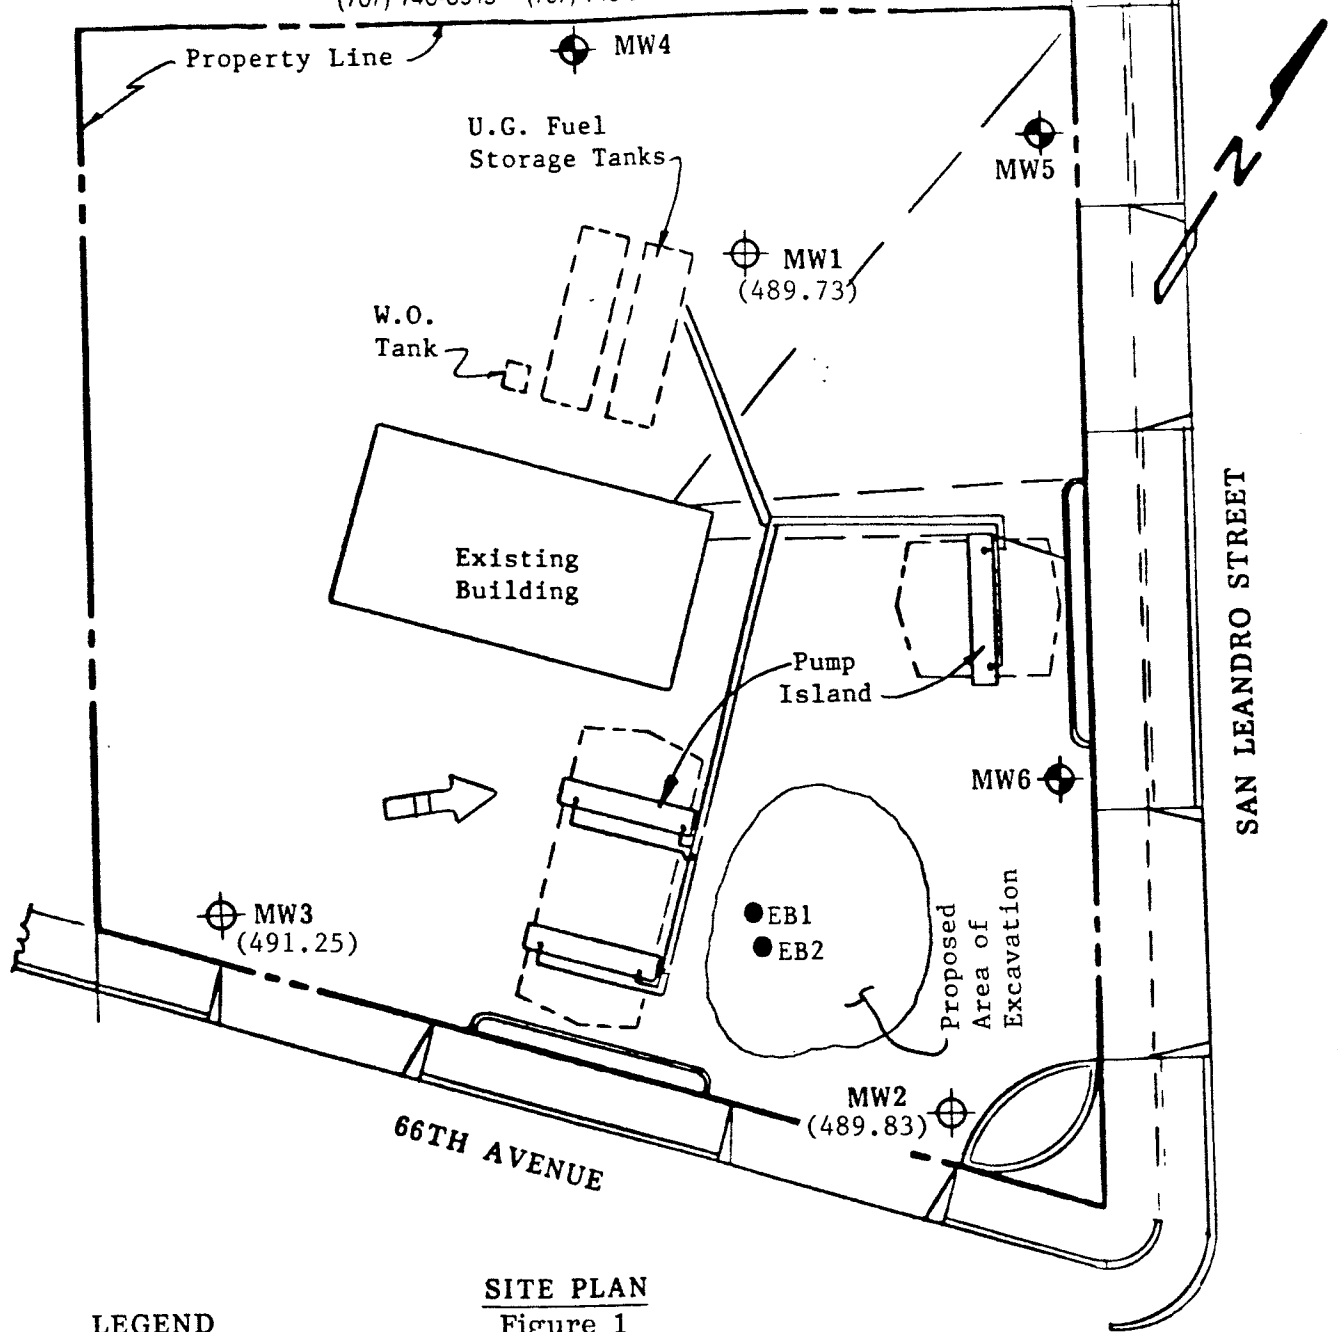 Property Line
MW4
U.G. Fuel
Storage Tanks
MW5
N
MW1
(489.73)
W.O.
Tank
Existing
Building
SAN LEANDRO STREET
Pump
Island
MW6
MW3
(491.25)
EB1
EB2
Proposed
Area of
Excavation
MW2
(489.83)
66TH AVENUE
SITE PLAN
Figure 1
LEGEND